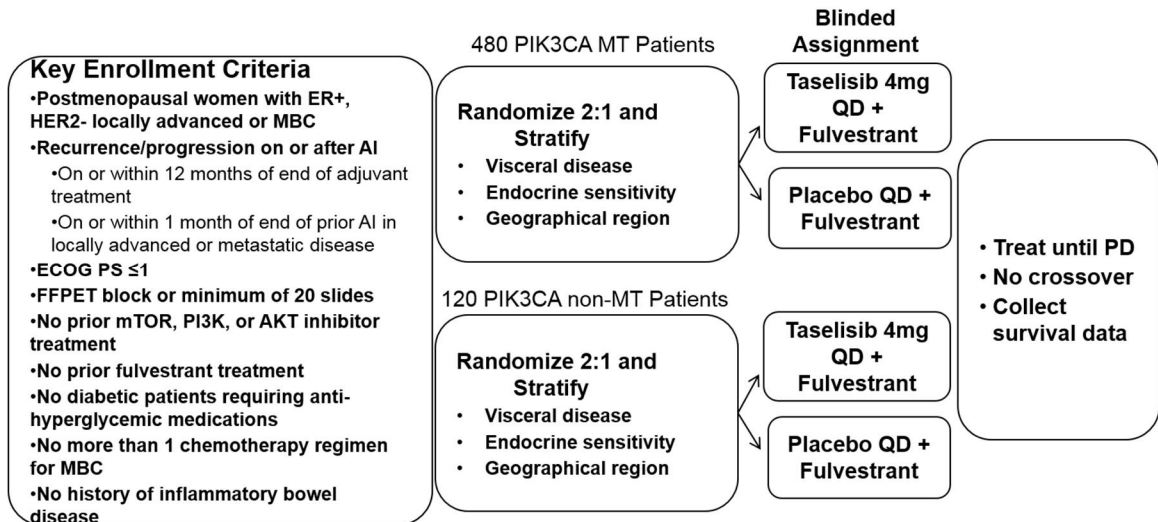 Key Enrollment Criteria
•Postmenopausal women with ER+,
HER2- locally advanced or MBC
•Recurrence/progression on or after AI
•On or within 12 months of end of adjuvant
treatment
•On or within 1 month of end of prior AI in
locally advanced or metastatic disease
•ECOG PS ≤1
•FFPET block or minimum of 20 slides
•No prior mTOR, PI3K, or AKT inhibitor
treatment
•No prior fulvestrant treatment
•No diabetic patients requiring anti-
hyperglycemic medications
•No more than 1 chemotherapy regimen
for MBC
•No history of inflammatory bowel
disease
480 PIK3CA MT Patients
Randomize 2:1 and
Stratify
• Visceral disease
• Endocrine sensitivity
• Geographical region
120 PIK3CA non-MT Patients
Randomize 2:1 and
Stratify
• Visceral disease
• Endocrine sensitivity
• Geographical region
Blinded
Assignment
Taselisib 4mg
QD +
Fulvestrant
Placebo QD +
Fulvestrant
Taselisib 4mg
QD +
Fulvestrant
Placebo QD +
Fulvestrant
• Treat until PD
• No crossover
• Collect
survival data